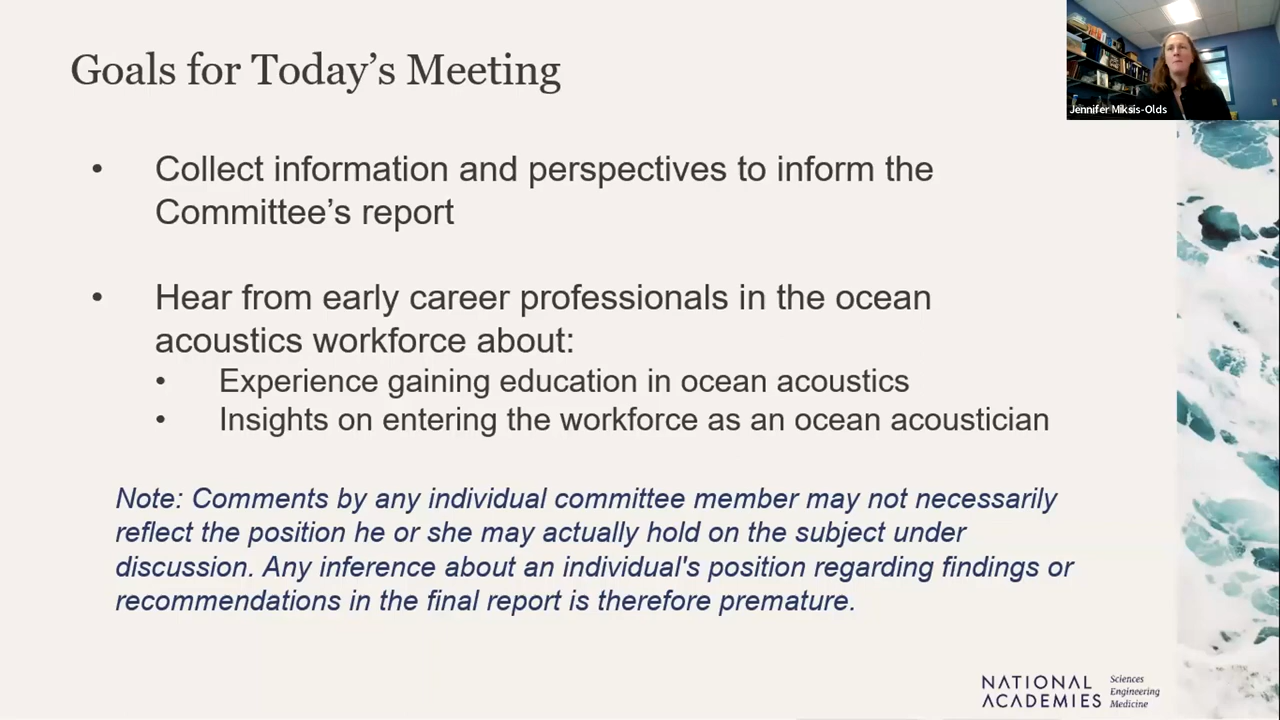 Goals for Today’s Meeting
Jennifer Miksis-Olds
• Collect information and perspectives to inform the
Committee’s report
• Hear from early career professionals in the ocean
acoustics workforce about:
• Experience gaining education in ocean acoustics
• Insights on entering the workforce as an ocean acoustician
Note: Comments by any individual committee member may not necessarily
reflect the position he or she may actually hold on the subject under
discussion. Any inference about an individual's position regarding findings or
recommendations in the final report is therefore premature.
NATIONAL ACADEMIES
Sciences
Engineering
Medicine